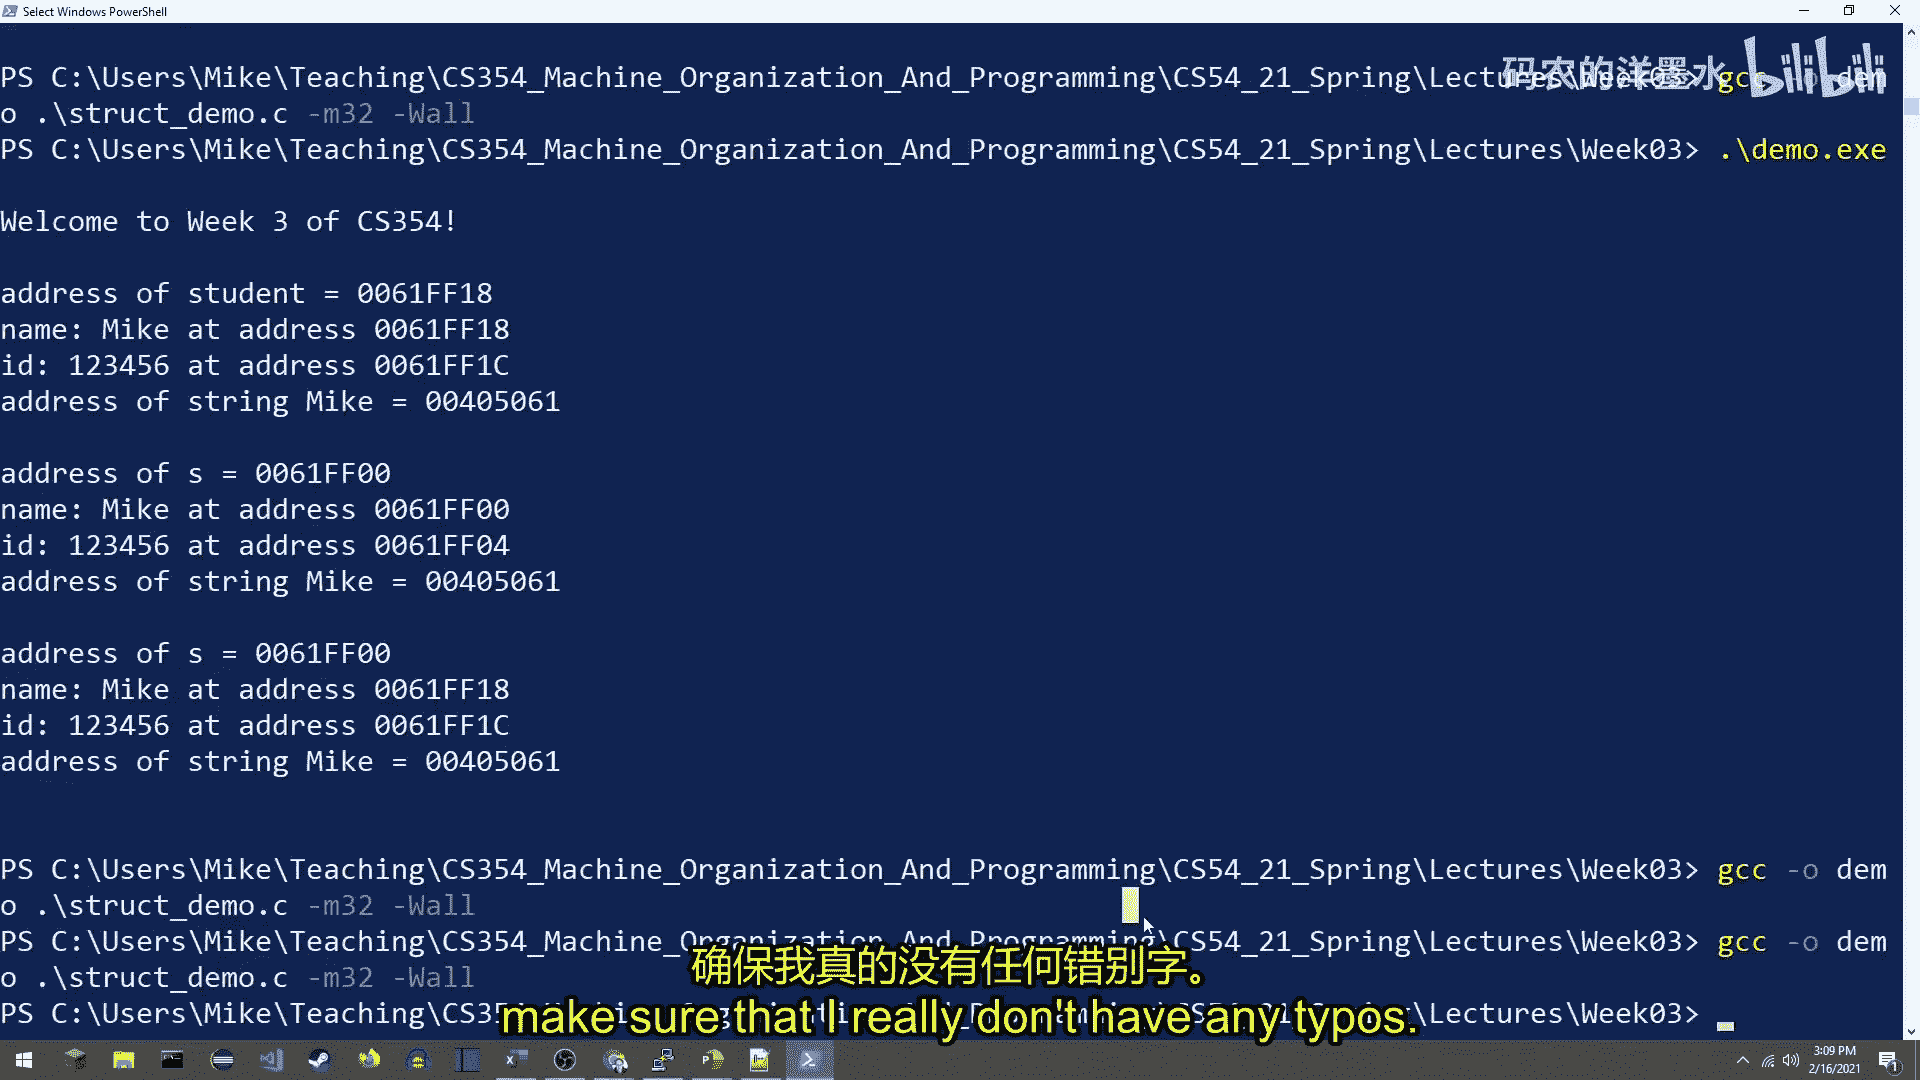 Select Windows PowerShell
PS C:\Users\Mike\Teaching\CS354_Machine_Organization_And_Programming\CS54_21_Spring\Lectures\Week03> gcc -o dem
码农的洋墨水 bilibili
o .\struct_demo.c -m32 -Wall
PS C:\Users\Mike\Teaching\CS354_Machine_Organization_And_Programming\CS54_21_Spring\Lectures\Week03> .\demo.exe
Welcome to Week 3 of CS354!
address of student = 0061FF18
name: Mike at address 0061FF18
id: 123456 at address 0061FF1C
address of string Mike = 00405061
address of s = 0061FF00
name: Mike at address 0061FF00
id: 123456 at address 0061FF04
address of string Mike = 00405061
address of s = 0061FF00
name: Mike at address 0061FF18
id: 123456 at address 0061FF1C
address of string Mike = 00405061
PS C:\Users\Mike\Teaching\CS354_Machine_Organization_And_Programming\CS54_21_Spring\Lectures\Week03> gcc -o dem
o .\struct_demo.c -m32 -Wall
PS C:\Users\Mike\Teaching\CS354_Machine_Organization_And_Programming\CS54_21_Spring\Lectures\Week03> gcc -o dem
o .\struct_demo.c -m32 -Wall
确保我真的没有任何错别字。
PS C:\Users\Mike\Teaching\CS354_Machine_Organization_And_Programming\CS54_21_Spring\Lectures\Week03>
make sure that I really don't have any typos.
3:09 PM
2/16/2021